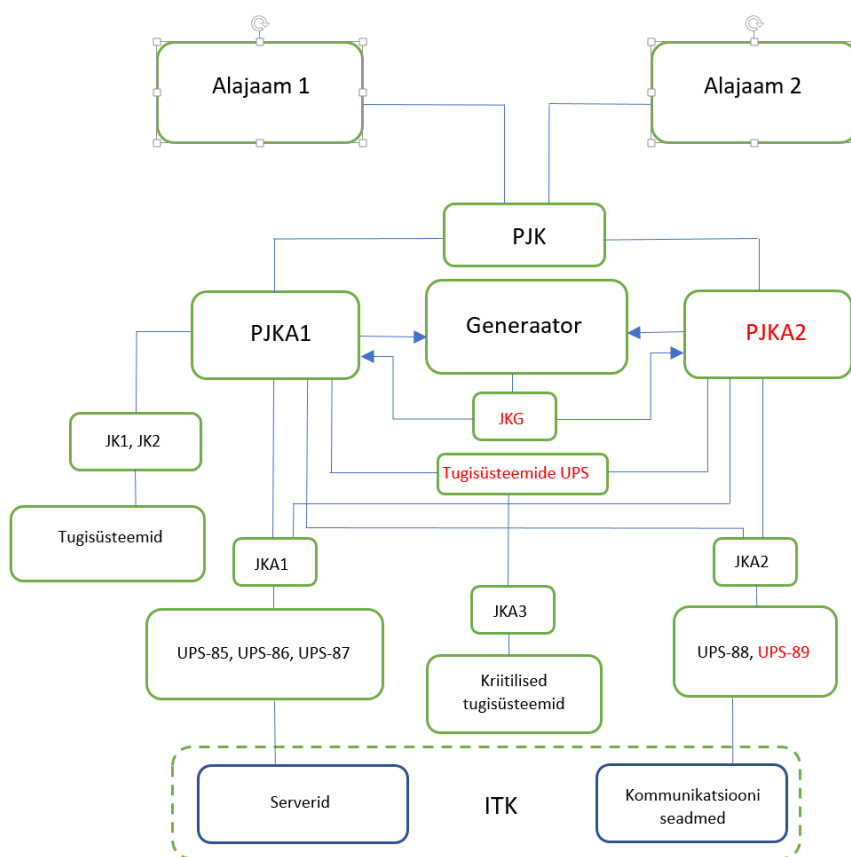 Alajaam 1
Alajaam 2
PJK
PJKA1
Generaator
PJKA2
JKG
JK1, JK2
Tugisüsteemide UPS
Tugisüsteemid
JKA1
JKA2
JKA3
UPS-85, UPS-86, UPS-87
UPS-88, UPS-89
Kriitilised
tugisüsteemid
Serverid
ITK
Kommunikatsiooni
seadmed